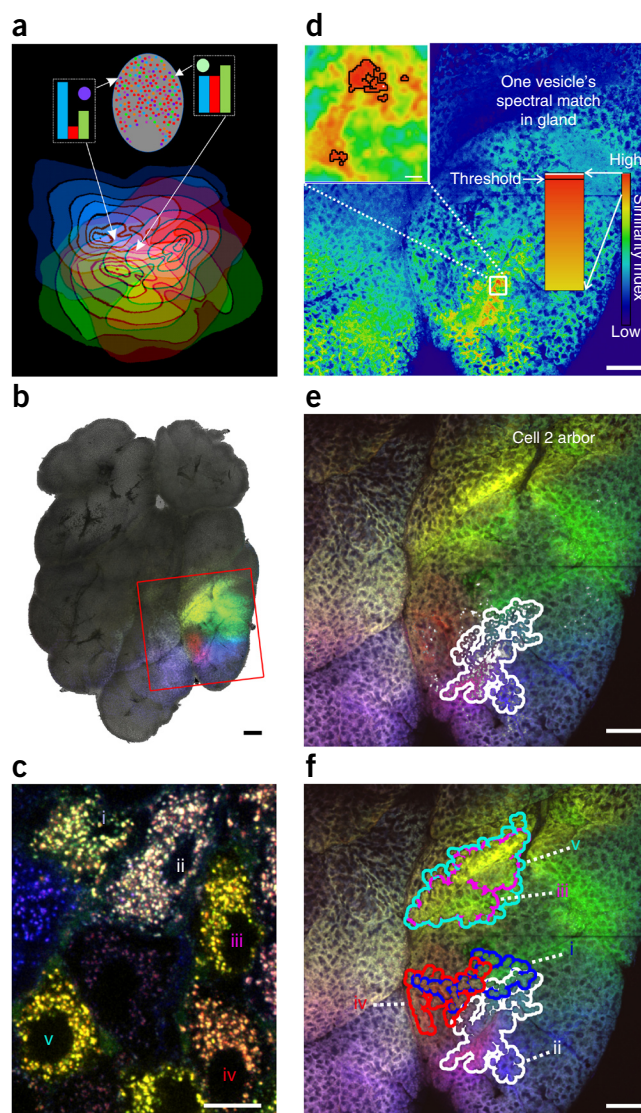 a
b
c
i
ii
iii
v
iv
d
One vesicle's
spectral match
in gland
High
Threshold
Similarity index
Low
e
Cell 2 arbor
f
v
iii
i
iv
ii